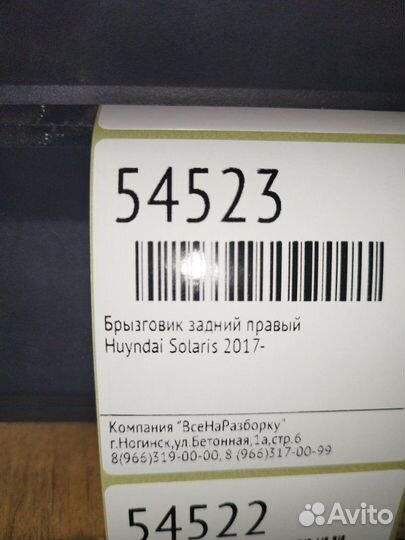 54523
Брызговик задний правый
Huyndai Solaris 2017-
Компания "ВсеНаРазборку"
г.Ногинск,ул.Бетонная,1а,стр.6
8(966)319-00-00, 8 (966)317-00-99
54522
Avito